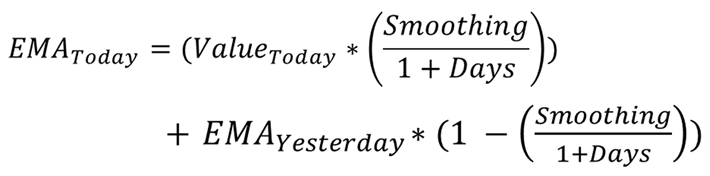 EMA_Today = (Value_Today * (Smoothing / 1 + Days))
+ EMA_Yesterday * (1 − (Smoothing / 1+Days))